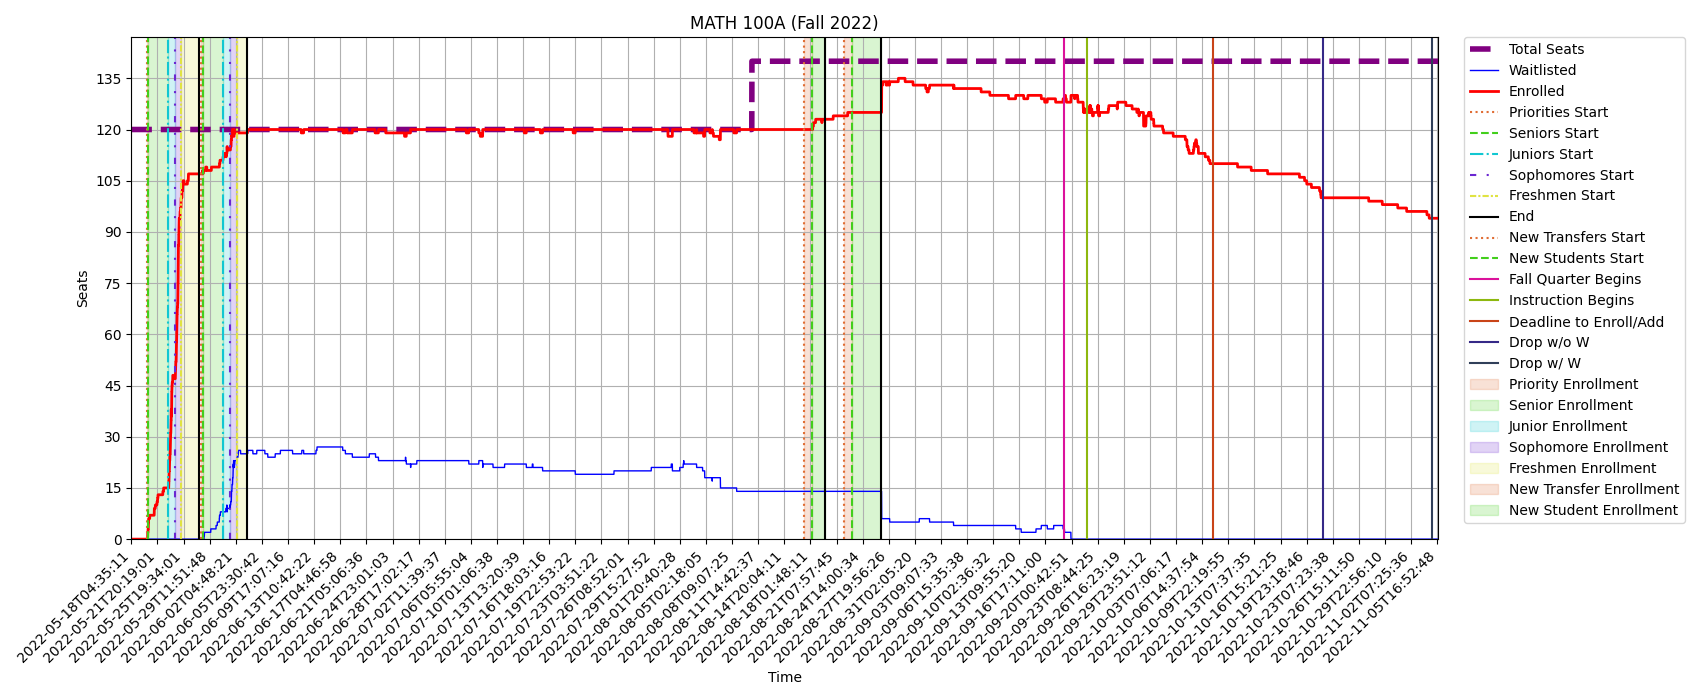 MATH 100A (Fall 2022)
Seats
135
120
105
90
75
60
45
30
15
0
2022-05-18T04:35:11
2022-05-21T20:19:01
2022-05-25T19:34:01
2022-05-29T11:51:48
2022-06-02T04:48:21
2022-06-05T23:30:42
2022-06-09T17:07:16
2022-06-13T10:42:22
2022-06-17T04:46:58
2022-06-21T05:06:36
2022-06-24T23:01:03
2022-06-28T17:02:17
2022-07-02T11:39:37
2022-07-06T05:55:04
2022-07-10T01:06:38
2022-07-13T13:20:39
2022-07-16T18:03:16
2022-07-19T22:53:22
2022-07-23T03:51:22
2022-07-26T08:52:01
2022-07-29T15:27:52
2022-08-01T20:40:28
2022-08-05T02:18:05
2022-08-08T09:07:25
2022-08-11T14:42:37
2022-08-14T20:04:11
2022-08-18T01:48:11
2022-08-21T07:57:45
2022-08-24T14:00:34
2022-08-27T19:56:26
2022-08-31T02:05:20
2022-09-03T09:07:33
2022-09-06T15:35:38
2022-09-10T02:36:32
2022-09-13T09:55:20
2022-09-16T17:11:00
2022-09-20T00:42:51
2022-09-23T08:44:25
2022-09-26T16:23:19
2022-09-29T23:51:12
2022-10-03T07:06:17
2022-10-06T14:37:54
2022-10-09T22:19:55
2022-10-13T07:37:35
2022-10-16T15:21:25
2022-10-19T23:18:46
2022-10-23T07:23:38
2022-10-26T15:11:50
2022-10-29T22:56:10
2022-11-02T07:25:36
2022-11-05T16:52:48
Time
Total Seats
Waitlisted
Enrolled
Priorities Start
Seniors Start
Juniors Start
Sophomores Start
Freshmen Start
End
New Transfers Start
New Students Start
Fall Quarter Begins
Instruction Begins
Deadline to Enroll/Add
Drop w/o W
Drop w/ W
Priority Enrollment
Senior Enrollment
Junior Enrollment
Sophomore Enrollment
Freshmen Enrollment
New Transfer Enrollment
New Student Enrollment